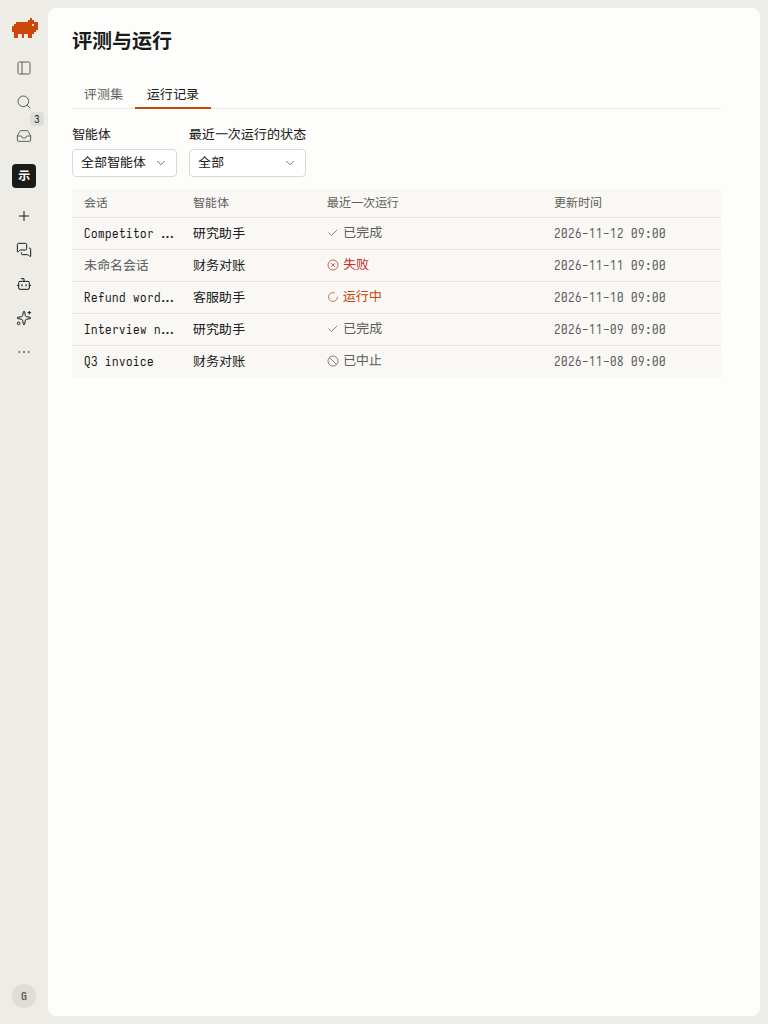 评测与运行
评测集 运行记录
3
智能体 最近一次运行的状态
全部智能体 全部
示
会话 智能体 最近一次运行 更新时间
Competitor ... 研究助手 已完成 2026-11-12 09:00
未命名会话 财务对账 失败 2026-11-11 09:00
Refund word... 客服助手 运行中 2026-11-10 09:00
Interview n... 研究助手 已完成 2026-11-09 09:00
Q3 invoice 财务对账 已中止 2026-11-08 09:00
G